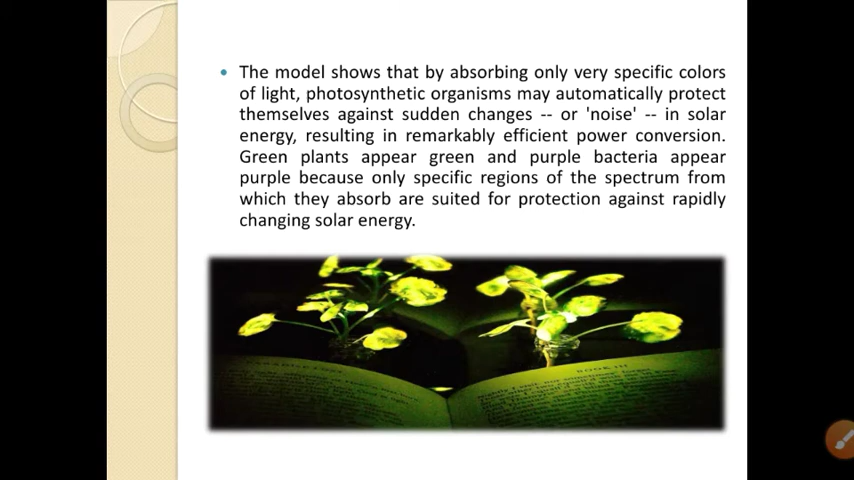 The model shows that by absorbing only very specific colors
of light, photosynthetic organisms may automatically protect
themselves against sudden changes -- or 'noise' -- in solar
energy, resulting in remarkably efficient power conversion.
Green plants appear green and purple bacteria appear
purple because only specific regions of the spectrum from
which they absorb are suited for protection against rapidly
changing solar energy.
BOOK III